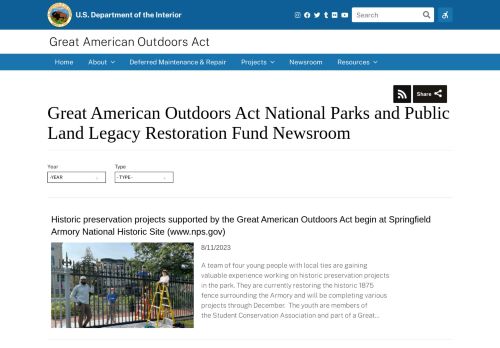 U.S. Department of the Interior
Search
Great American Outdoors Act
Home About Deferred Maintenance & Repair Projects Newsroom Resources
Share
Great American Outdoors Act National Parks and Public
Land Legacy Restoration Fund Newsroom
Year Type
-YEAR - TYPE -
Historic preservation projects supported by the Great American Outdoors Act begin at Springfield
Armory National Historic Site (www.nps.gov)
8/11/2023
A team of four young people with local ties are gaining
valuable experience working on historic preservation projects
in the park. They are currently restoring the historic 1875
fence surrounding the Armory and will be completing various
projects through December. The youth are members of
the Student Conservation Association and part of a Great...